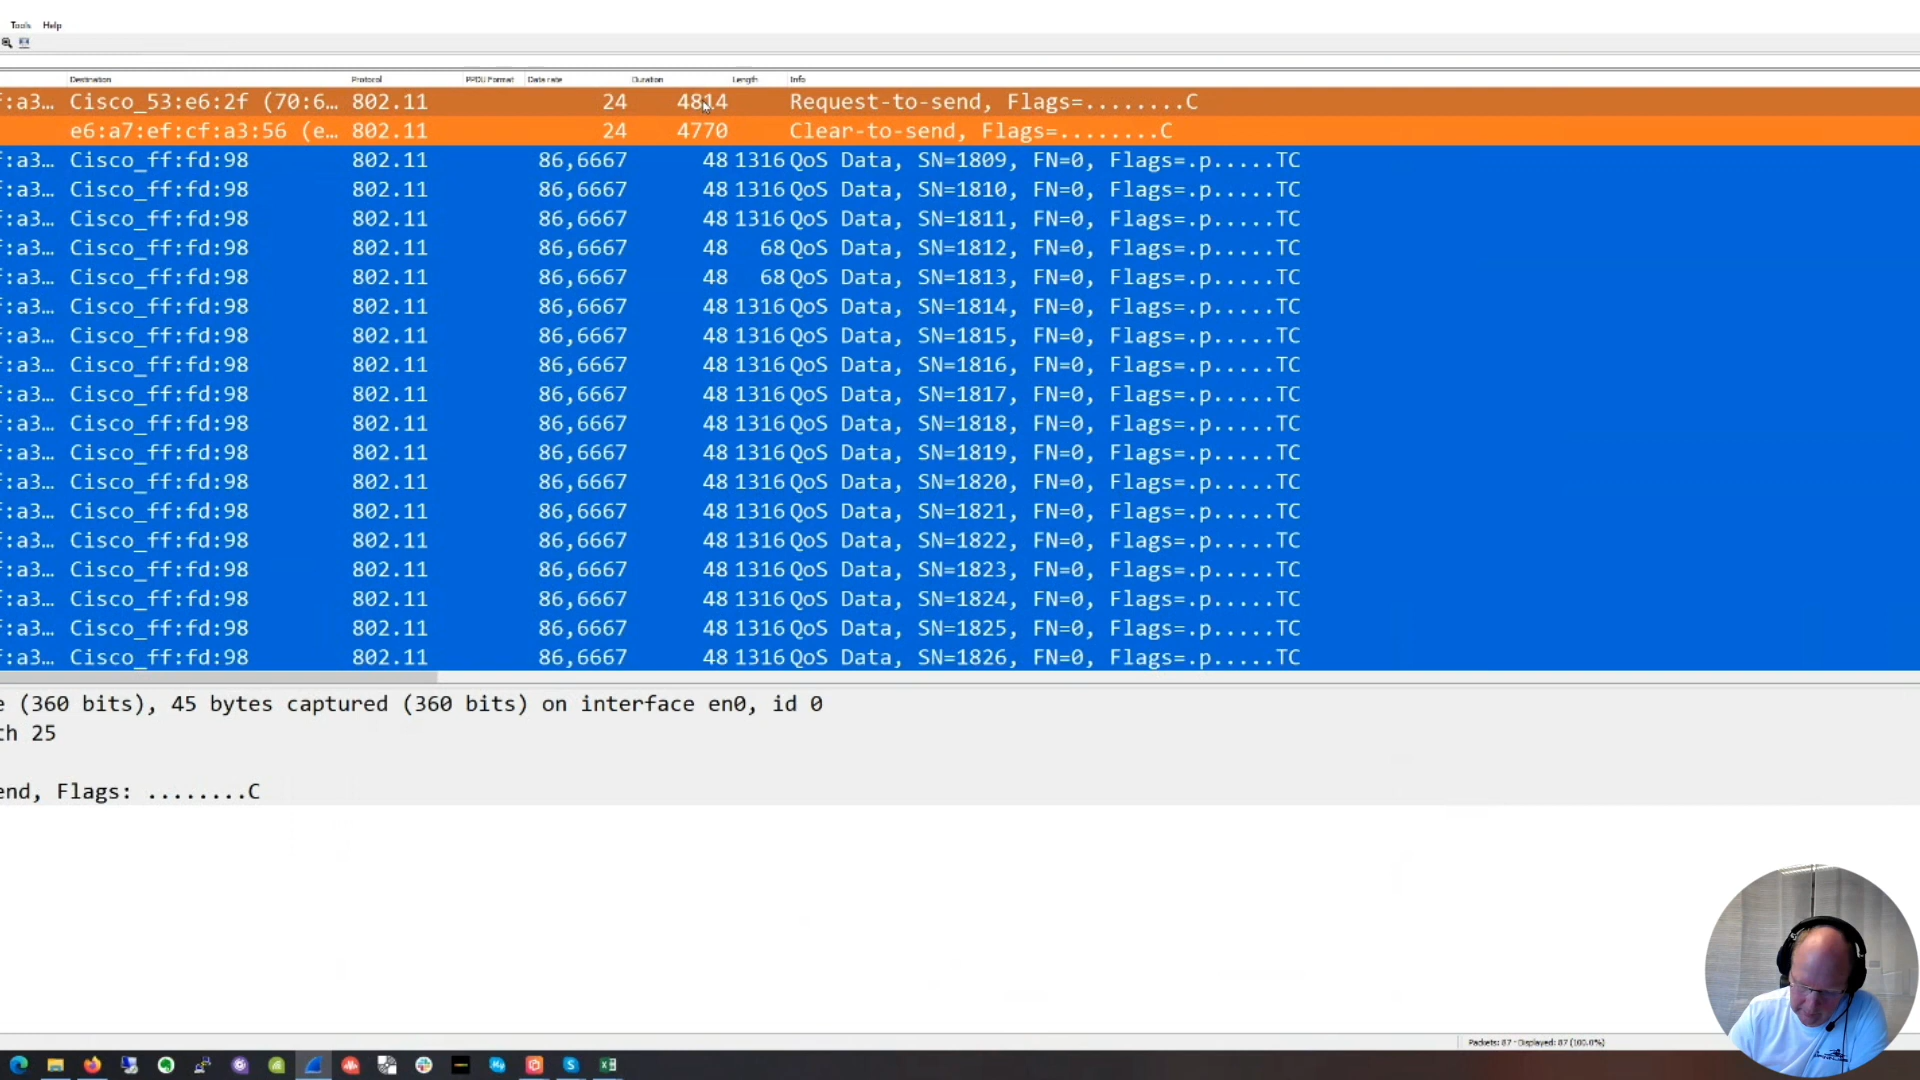 Tools Help
Destination Protocol PPDU Format Data rate Duration Length Info
f:a3… Cisco_53:e6:2f (70:6… 802.11 24 4814 Request-to-send, Flags=........C
e6:a7:ef:cf:a3:56 (e… 802.11 24 4770 Clear-to-send, Flags=........C
f:a3… Cisco_ff:fd:98 802.11 86,6667 48 1316 QoS Data, SN=1809, FN=0, Flags=.p.....TC
f:a3… Cisco_ff:fd:98 802.11 86,6667 48 1316 QoS Data, SN=1810, FN=0, Flags=.p.....TC
f:a3… Cisco_ff:fd:98 802.11 86,6667 48 1316 QoS Data, SN=1811, FN=0, Flags=.p.....TC
f:a3… Cisco_ff:fd:98 802.11 86,6667 48 68 QoS Data, SN=1812, FN=0, Flags=.p.....TC
f:a3… Cisco_ff:fd:98 802.11 86,6667 48 68 QoS Data, SN=1813, FN=0, Flags=.p.....TC
f:a3… Cisco_ff:fd:98 802.11 86,6667 48 1316 QoS Data, SN=1814, FN=0, Flags=.p.....TC
f:a3… Cisco_ff:fd:98 802.11 86,6667 48 1316 QoS Data, SN=1815, FN=0, Flags=.p.....TC
f:a3… Cisco_ff:fd:98 802.11 86,6667 48 1316 QoS Data, SN=1816, FN=0, Flags=.p.....TC
f:a3… Cisco_ff:fd:98 802.11 86,6667 48 1316 QoS Data, SN=1817, FN=0, Flags=.p.....TC
f:a3… Cisco_ff:fd:98 802.11 86,6667 48 1316 QoS Data, SN=1818, FN=0, Flags=.p.....TC
f:a3… Cisco_ff:fd:98 802.11 86,6667 48 1316 QoS Data, SN=1819, FN=0, Flags=.p.....TC
f:a3… Cisco_ff:fd:98 802.11 86,6667 48 1316 QoS Data, SN=1820, FN=0, Flags=.p.....TC
f:a3… Cisco_ff:fd:98 802.11 86,6667 48 1316 QoS Data, SN=1821, FN=0, Flags=.p.....TC
f:a3… Cisco_ff:fd:98 802.11 86,6667 48 1316 QoS Data, SN=1822, FN=0, Flags=.p.....TC
f:a3… Cisco_ff:fd:98 802.11 86,6667 48 1316 QoS Data, SN=1823, FN=0, Flags=.p.....TC
f:a3… Cisco_ff:fd:98 802.11 86,6667 48 1316 QoS Data, SN=1824, FN=0, Flags=.p.....TC
f:a3… Cisco_ff:fd:98 802.11 86,6667 48 1316 QoS Data, SN=1825, FN=0, Flags=.p.....TC
f:a3… Cisco_ff:fd:98 802.11 86,6667 48 1316 QoS Data, SN=1826, FN=0, Flags=.p.....TC
e (360 bits), 45 bytes captured (360 bits) on interface en0, id 0
th 25
end, Flags: ........C
Packets: 87 · Displayed: 87 (100.0%)